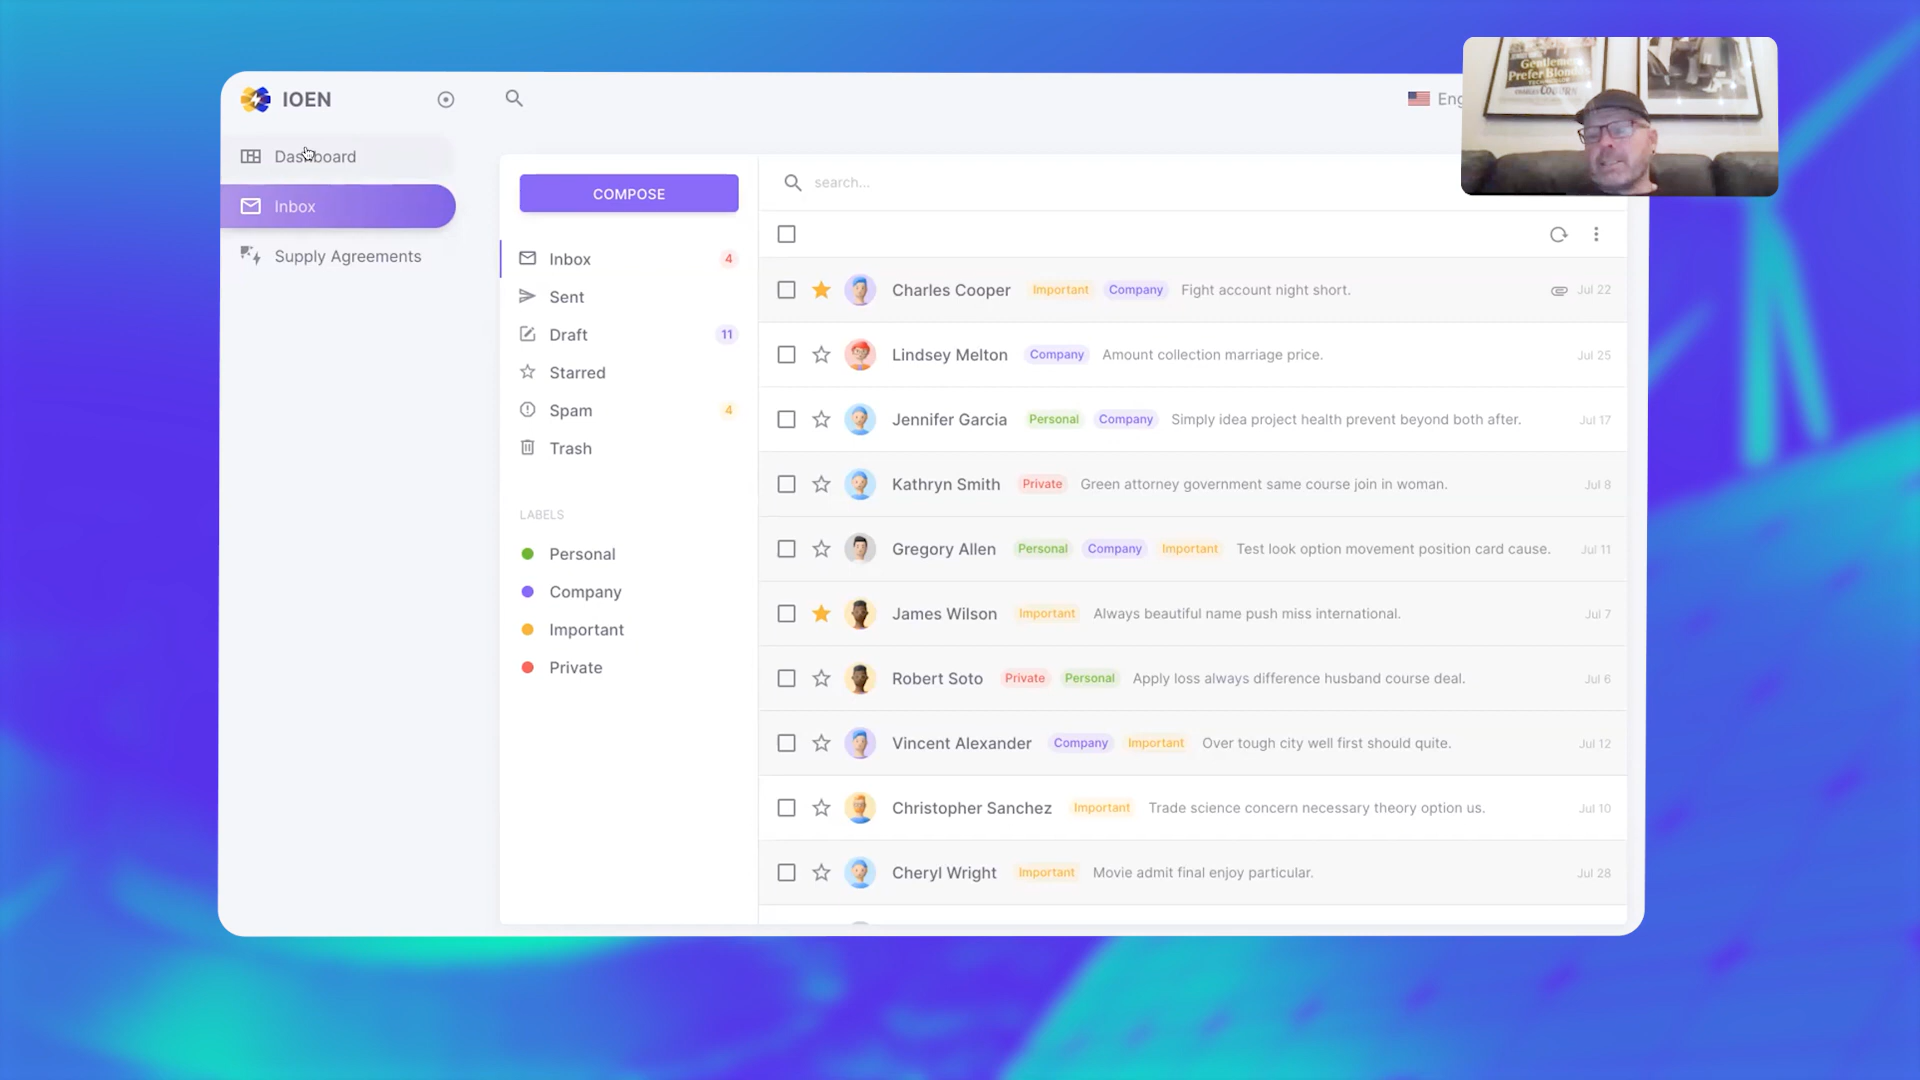 IOEN
Eng
Gentlemen
Prefer Blondes
TECHNICOLOR
CHARLES COBURN
Dashboard
Inbox
Supply Agreements
COMPOSE
search...
Inbox 4
Sent
Draft 11
Starred
Spam 4
Trash
LABELS
Personal
Company
Important
Private
Charles Cooper Important Company Fight account night short. Jul 22
Lindsey Melton Company Amount collection marriage price. Jul 25
Jennifer Garcia Personal Company Simply idea project health prevent beyond both after. Jul 17
Kathryn Smith Private Green attorney government same course join in woman. Jul 8
Gregory Allen Personal Company Important Test look option movement position card cause. Jul 11
James Wilson Important Always beautiful name push miss international. Jul 7
Robert Soto Private Personal Apply loss always difference husband course deal. Jul 6
Vincent Alexander Company Important Over tough city well first should quite. Jul 12
Christopher Sanchez Important Trade science concern necessary theory option us. Jul 10
Cheryl Wright Important Movie admit final enjoy particular. Jul 28